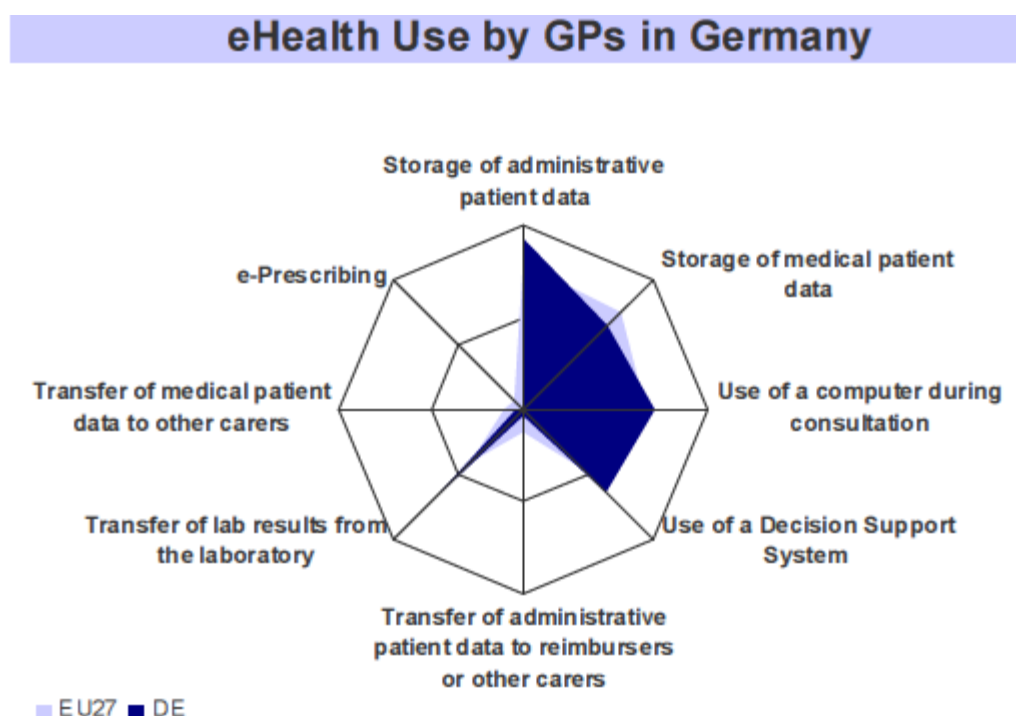 eHealth Use by GPs in Germany
Storage of administrative
patient data
Storage of medical patient
data
e-Prescribing
Use of a computer during
consultation
Transfer of medical patient
data to other carers
Use of a Decision Support
System
Transfer of lab results from
the laboratory
Transfer of administrative
patient data to reimbursers
or other carers
EU27 DE